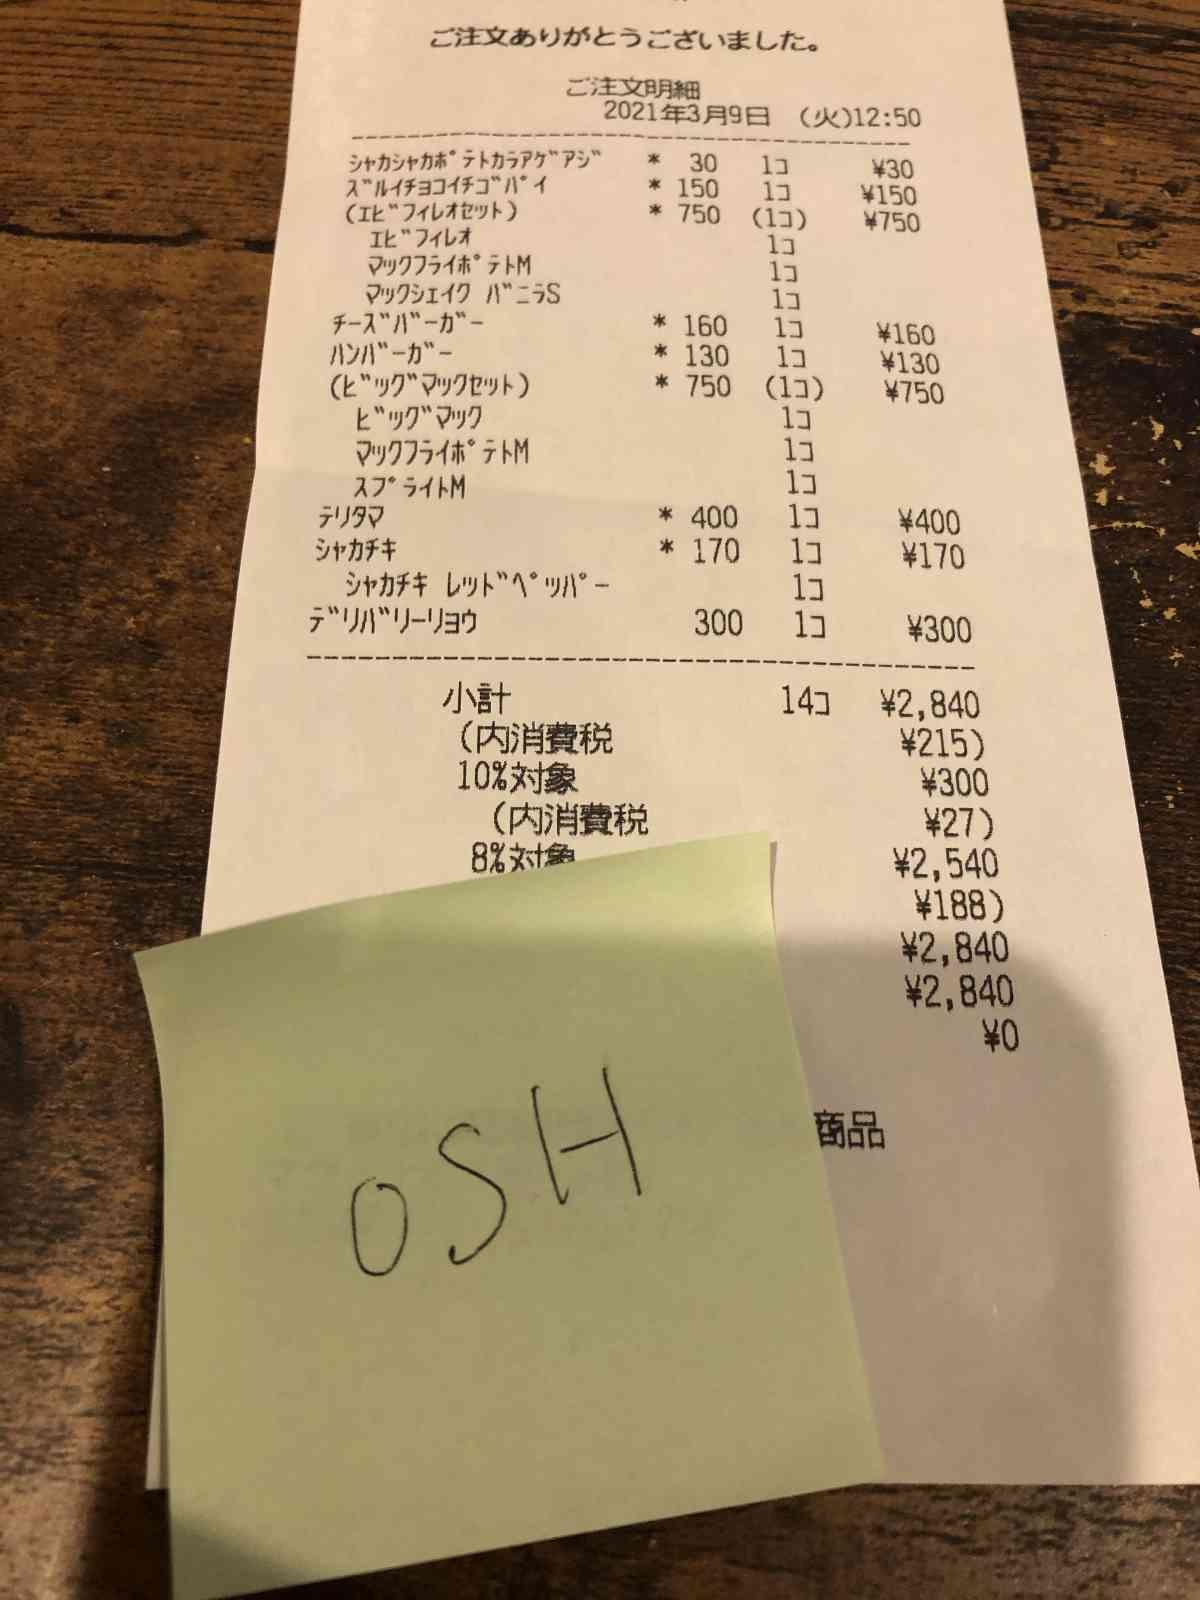 ご注文ありがとうございました。
ご注文明細
2021年3月9日 (火)12:50
ｼｬｶｼｬｶﾎﾟﾃﾄｶﾗｱｹﾞｱｼﾞ * 30 1ｺ ¥30
ｽﾞﾙｲﾁｮｺｲﾁｺﾞﾊﾟｲ * 150 1ｺ ¥150
(ｴﾋﾞﾌｨﾚｵｾｯﾄ) * 750 (1ｺ) ¥750
ｴﾋﾞﾌｨﾚｵ 1ｺ
ﾏｯｸﾌﾗｲﾎﾟﾃﾄM 1ｺ
ﾏｯｸｼｪｲｸ ﾊﾞﾆﾗS 1ｺ
ﾁｰｽﾞﾊﾞｰｶﾞｰ * 160 1ｺ ¥160
ﾊﾝﾊﾞｰｶﾞｰ * 130 1ｺ ¥130
(ﾋﾞｯｸﾞﾏｯｸｾｯﾄ) * 750 (1ｺ) ¥750
ﾋﾞｯｸﾞﾏｯｸ 1ｺ
ﾏｯｸﾌﾗｲﾎﾟﾃﾄM 1ｺ
ｽﾌﾟﾗｲﾄM 1ｺ
ﾃﾘﾀﾏ * 400 1ｺ ¥400
ｼｬｶﾁｷ * 170 1ｺ ¥170
ｼｬｶﾁｷ ﾚｯﾄﾞﾍﾟｯﾊﾟｰ 1ｺ
ﾃﾞﾘﾊﾞﾘｰﾘｮｳ 300 1ｺ ¥300
小計 14ｺ ¥2,840
(内消費税 ¥215)
10%対象 ¥300
(内消費税 ¥27)
8%対象 ¥2,540
¥188)
¥2,840
¥2,840
¥0
商品
OSH